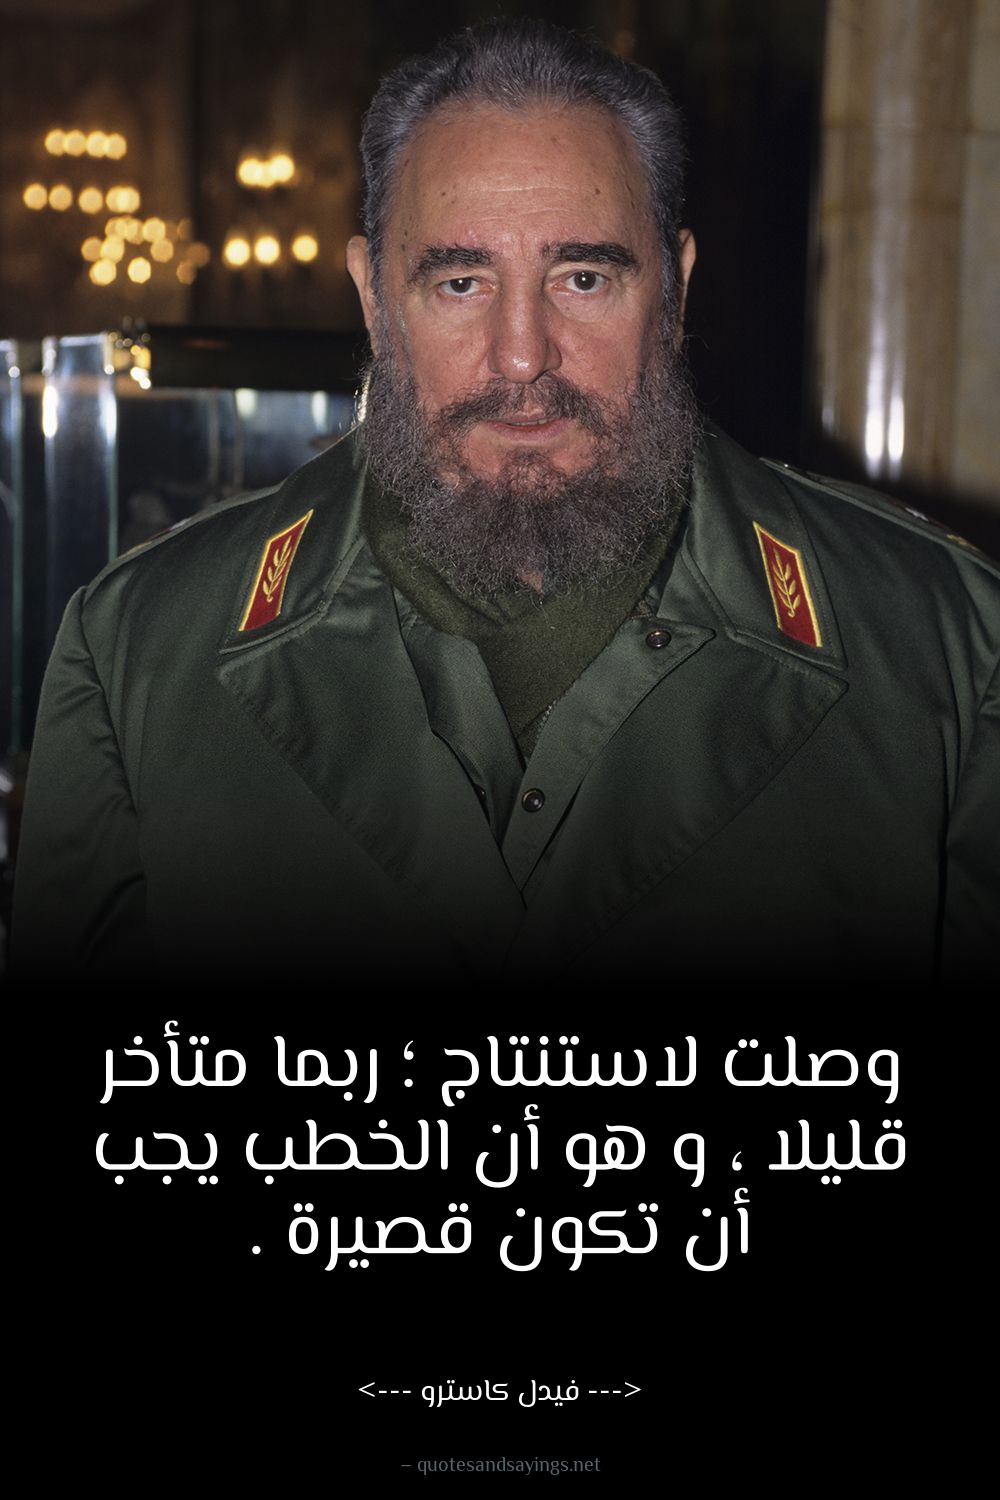 وصلت لاستنتاج ؛ ربما متأخر
قليلا ، و هو أن الخطب يجب
أن تكون قصيرة .
<--- فيدل كاسترو --->
– quotesandsayings.net